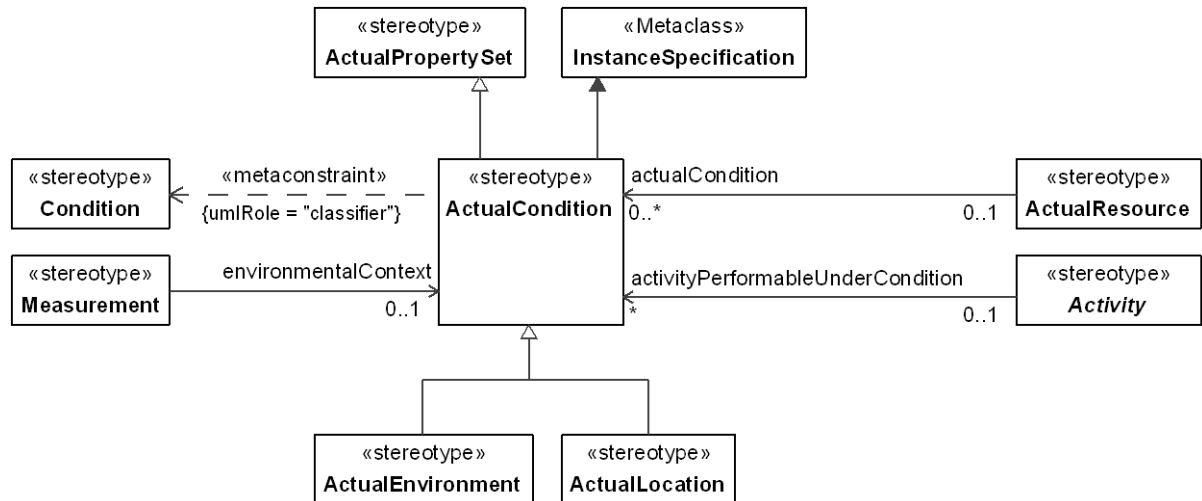 «stereotype»
ActualPropertySet
«Metaclass»
InstanceSpecification
«stereotype»
Condition
«metaconstraint»
{umlRole = "classifier"}
«stereotype»
ActualCondition
actualCondition
0..*
0..1
«stereotype»
ActualResource
«stereotype»
Measurement
environmentalContext
0..1
activityPerformableUnderCondition
*
0..1
«stereotype»
Activity
«stereotype»
ActualEnvironment
«stereotype»
ActualLocation